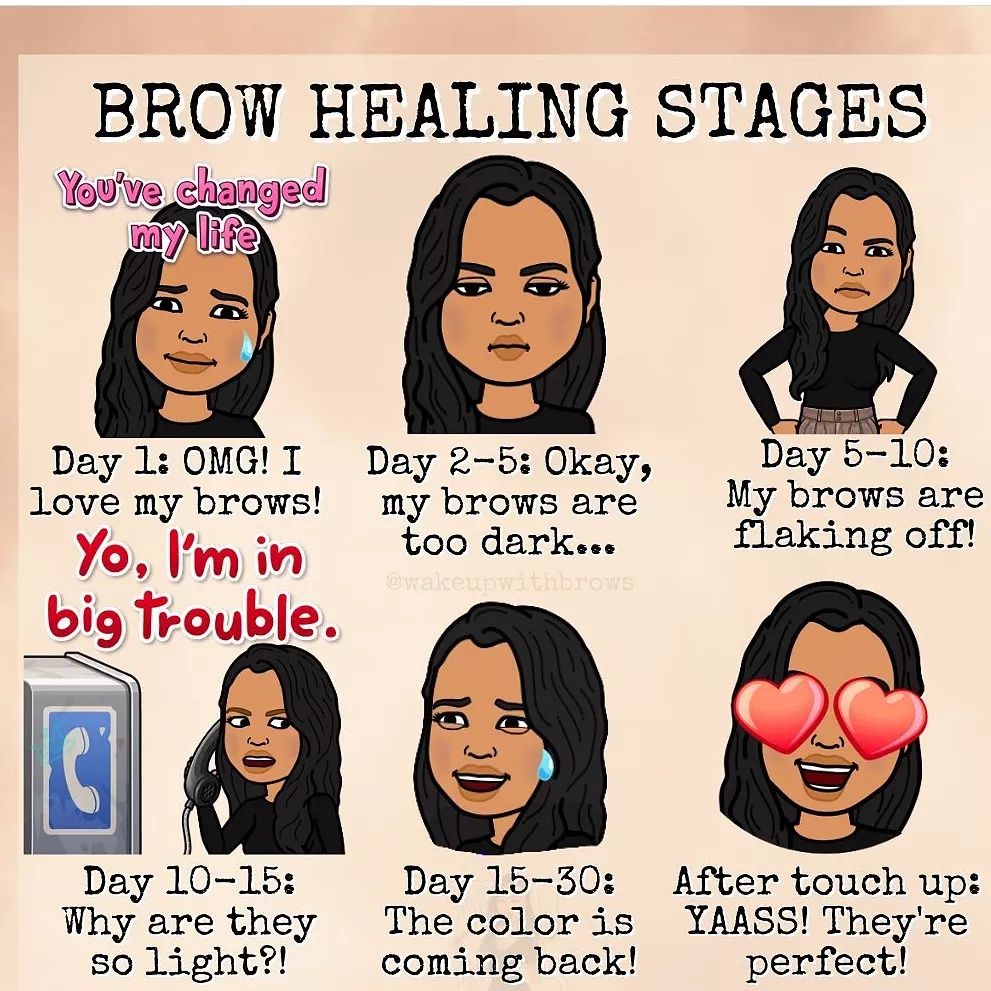 BROW HEALING STAGES
You've changed
my life
Day 1: OMG! I
love my brows!
Day 2-5: Okay,
my brows are
too dark...
Day 5-10:
My brows are
flaking off!
@wakeupwithbrows
Yo, I'm in
big trouble.
Day 10-15:
Why are they
so light?!
Day 15-30:
The color is
coming back!
After touch up:
YAASS! They're
perfect!